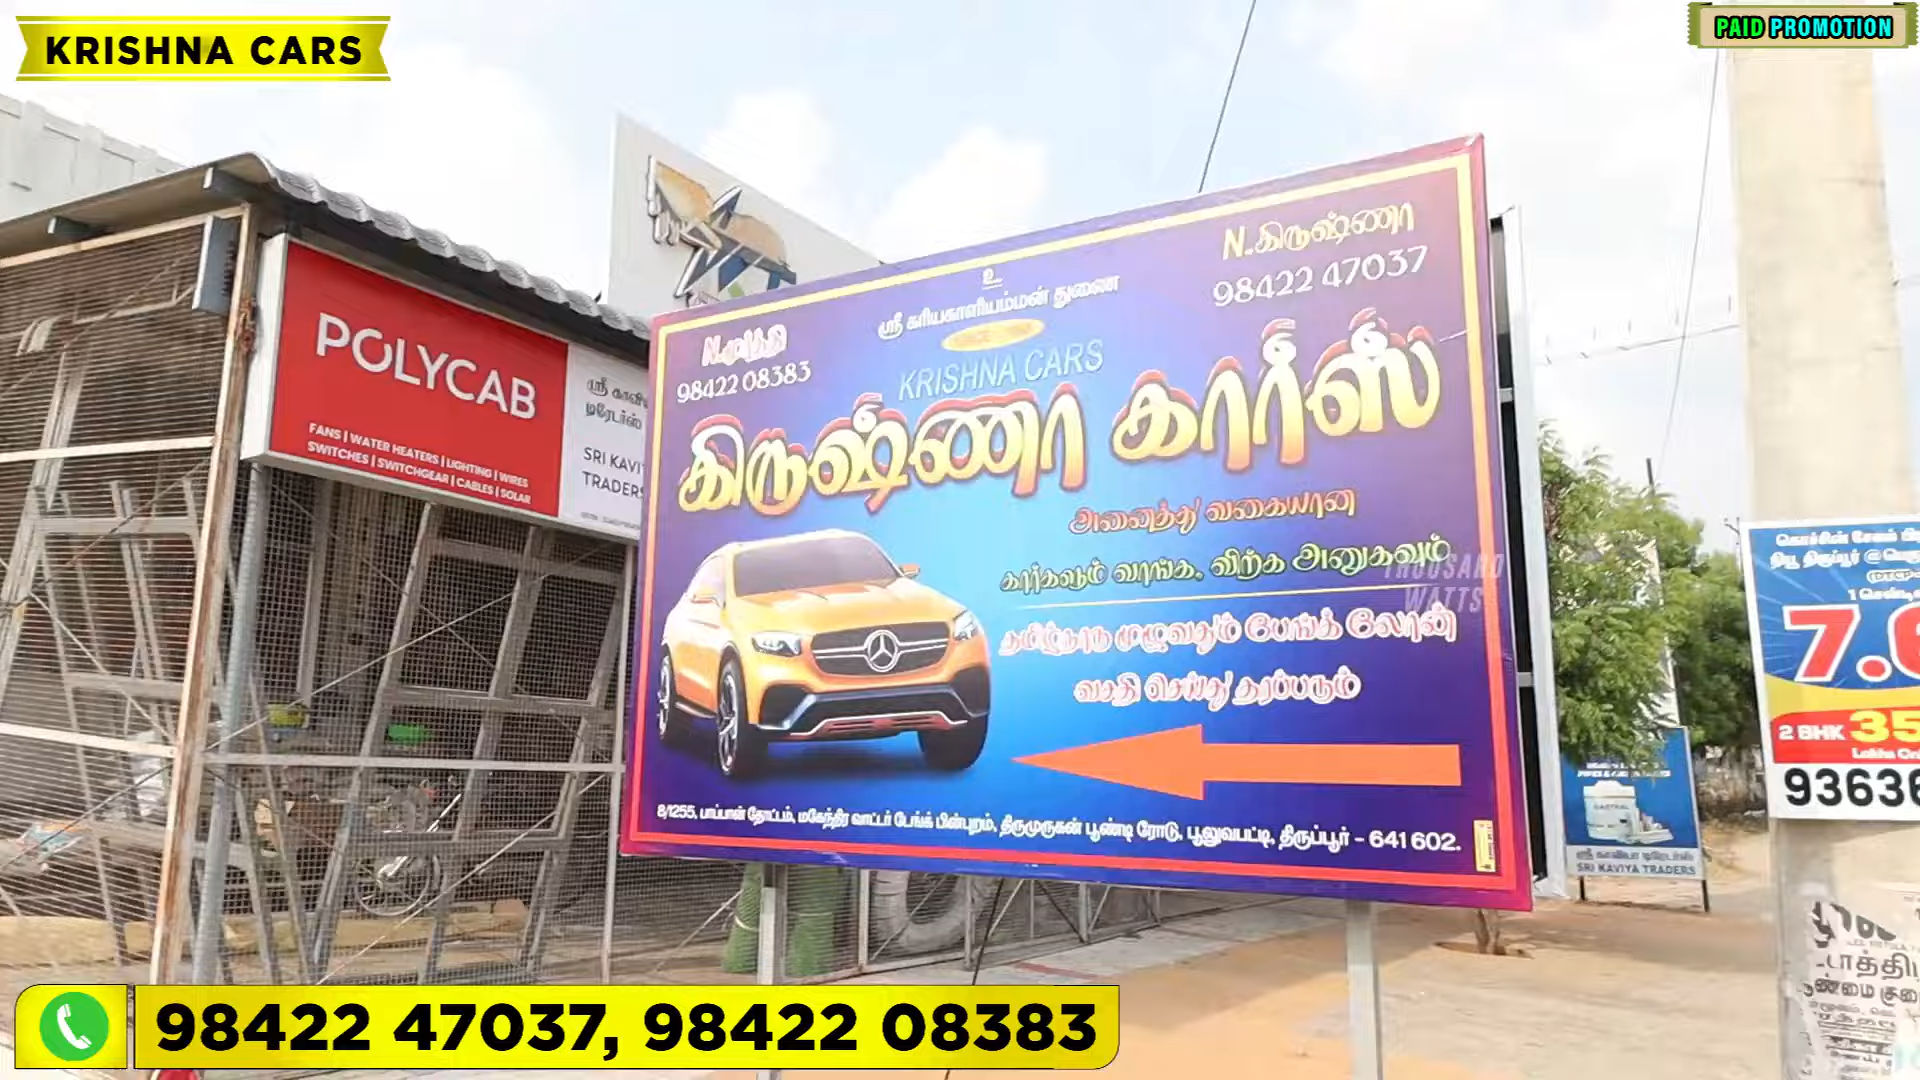 KRISHNA CARS
PAID PROMOTION
POLYCAB
FANS | WATER HEATERS | LIGHTING | WIRES
SWITCHES | SWITCHGEAR | CABLES | SOLAR
ஸ்ரீ
டிரேடர்ஸ்
SRI
TRADERS
N.கிருஷ்ணா
98422 47037
உ
ஸ்ரீ கரியகாளியம்மன் துணை
N.மூர்த்தி
98422 08383
KRISHNA CARS
கிருஷ்ணா கார்ஸ்
அனைத்து வகையான
கார்களும் வாங்க, விற்க அணுகவும்
THOUSAND
WATTS
தமிழ்நாடு முழுவதும் பேங்க் லோன்
வசதி செய்து தரப்படும்
8/1255, பாப்பான் தோட்டம், மகேந்திர வாட்டர் டேங்க் பின்புறம், திருமுருகன் பூண்டி ரோடு, பூலுவபட்டி, திருப்பூர் - 641 602.
1
7.
2 BHK 35
93636
ஸ்ரீ காவியா டிரேடர்ஸ்
SRI KAVIYA TRADERS
98422 47037, 98422 08383